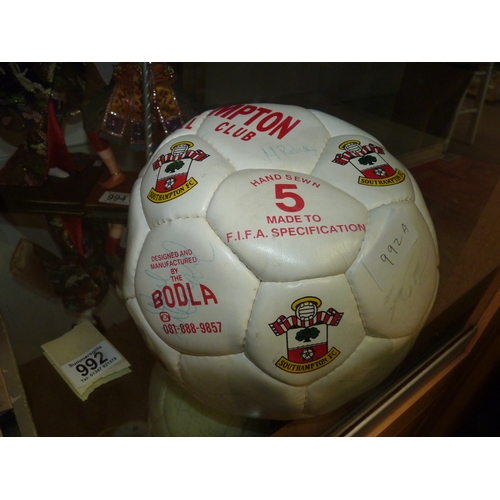 MPTON
CLUB
HAND SEWN
5
MADE TO
F.I.F.A. SPECIFICATION
992A
DESIGNED AND
MANUFACTURED
BY
THE
BODLA
081-888-9857
SOUTHAMPTON F.C.
SOUTHAMPTON F.C.
SOUTHAMPTON F.C.
994
992